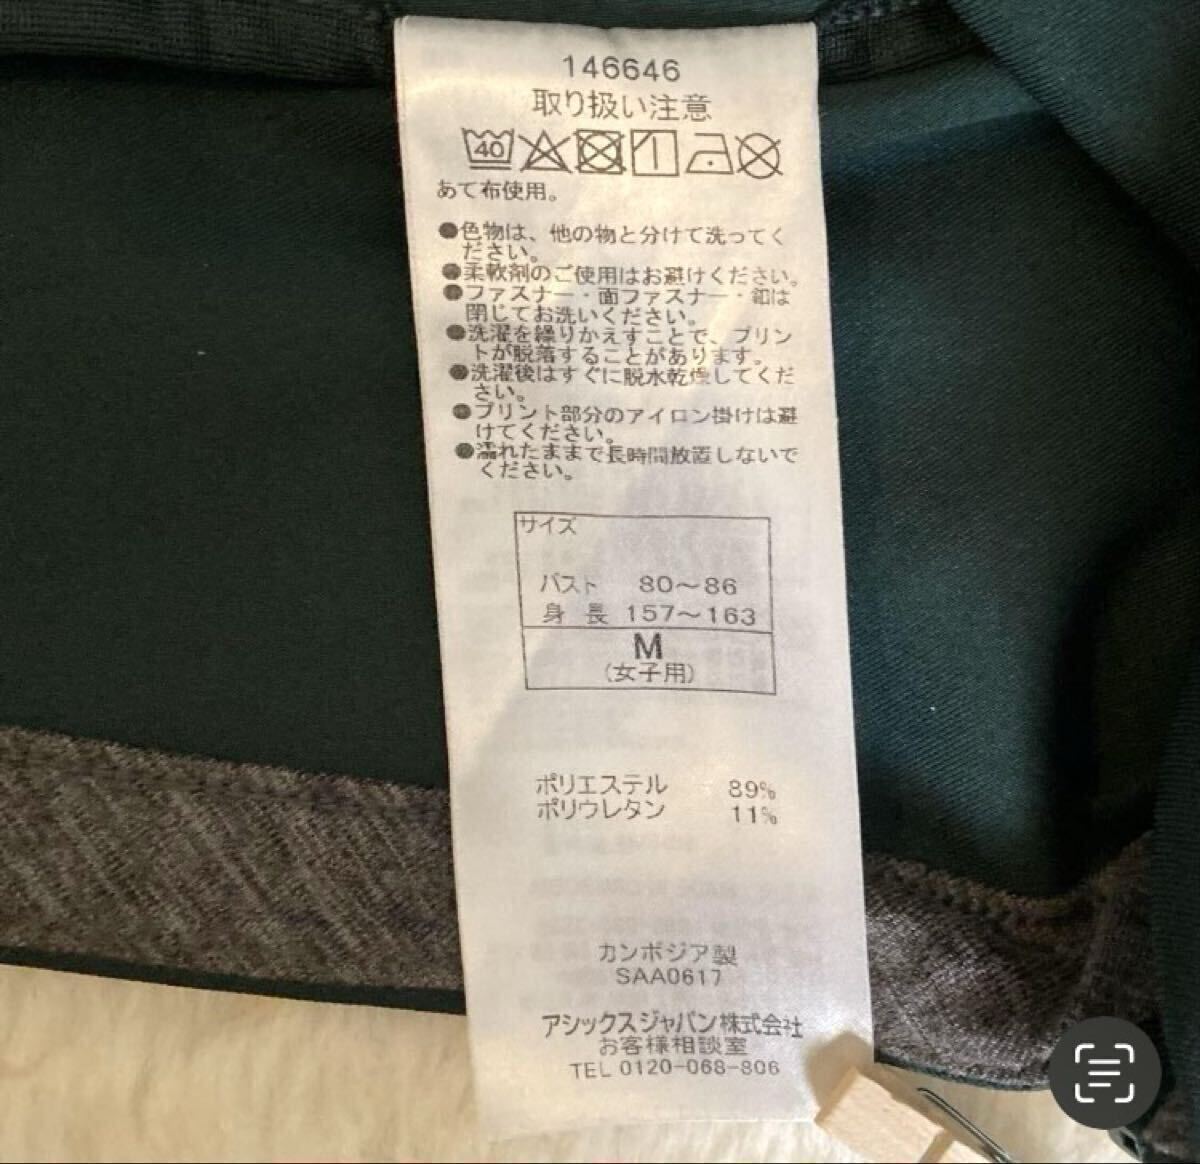 146646
取り扱い注意
40
あて布使用。
●色物は、他の物と分けて洗ってく
ださい。
●柔軟剤のご使用はお避けください。
●ファスナー・面ファスナー・釦は
閉じてお洗いください。
●洗濯を繰りかえすことで、プリン
トが脱落することがあります。
●洗濯後はすぐに脱水乾燥してくだ
さい。
●プリント部分のアイロン掛けは避
けてください。
●濡れたままで長時間放置しないで
ください。
サイズ
バスト 80～86
身長 157～163
M
(女子用)
ポリエステル 89%
ポリウレタン 11%
カンボジア製
SAA0617
アシックスジャパン株式会社
お客様相談室
TEL 0120-068-806